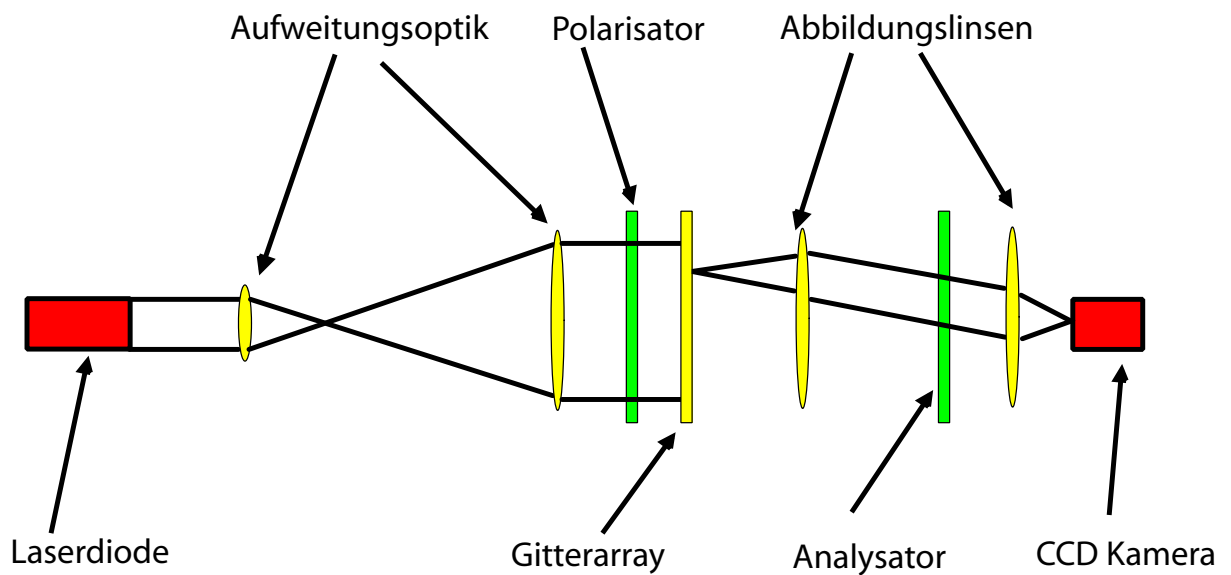 Aufweitungsoptik
Polarisator
Abbildungslinsen
Laserdiode
Gitterarray
Analysator
CCD Kamera